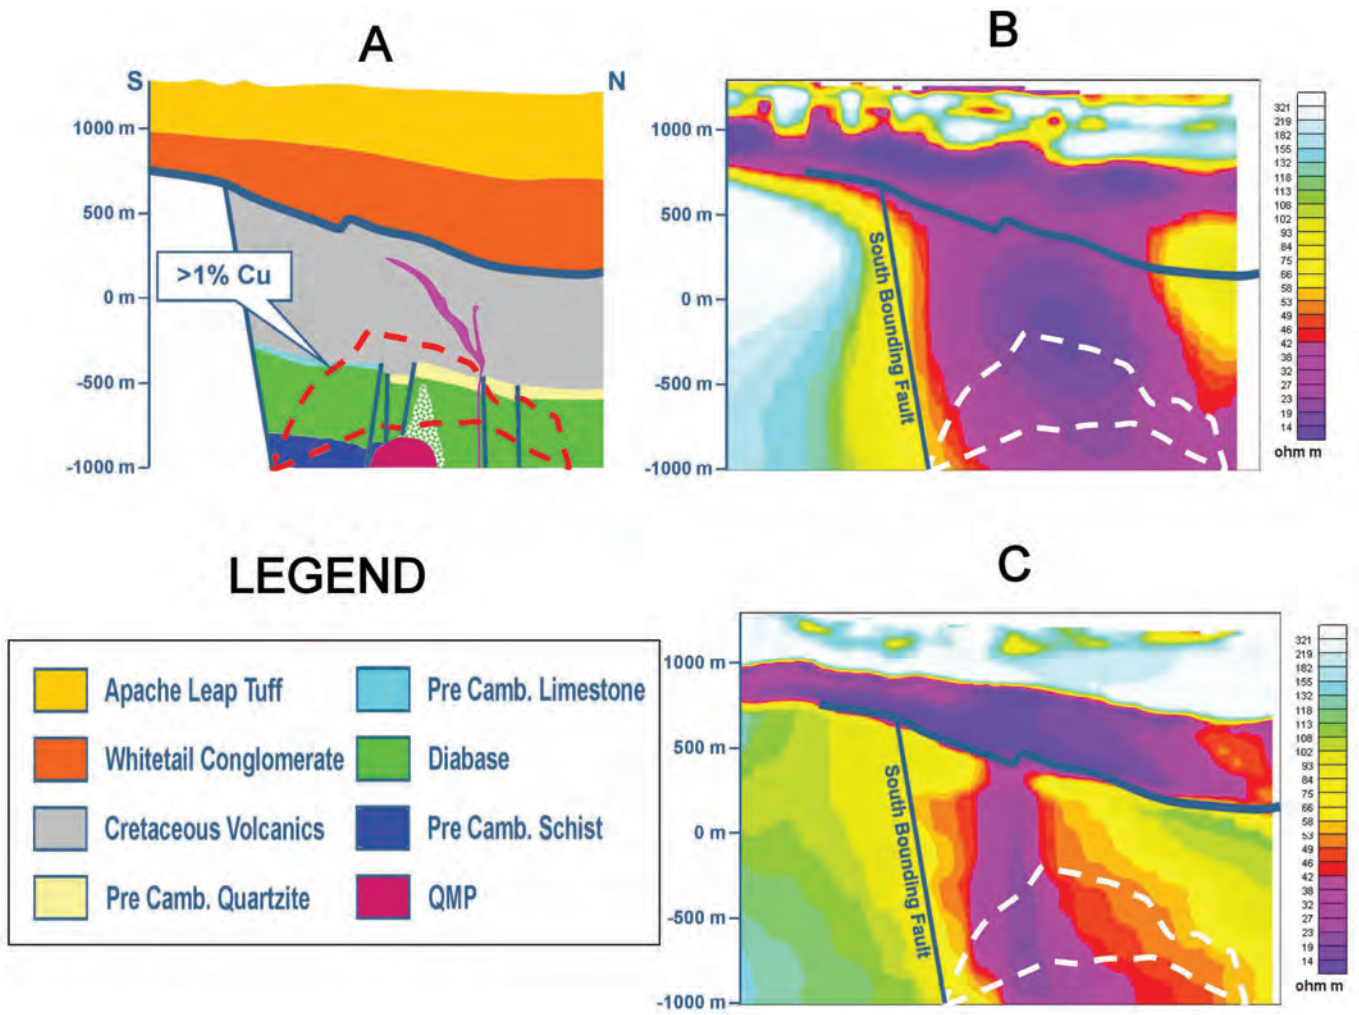 A
S
N
1000 m
500 m
0 m
-500 m
-1000 m
>1% Cu
B
1000 m
500 m
0 m
-500 m
-1000 m
South Bounding Fault
321
219
182
155
132
118
113
108
102
93
84
75
66
58
53
49
46
42
38
32
27
23
19
14
ohm m
LEGEND
Apache Leap Tuff
Whitetail Conglomerate
Cretaceous Volcanics
Pre Camb. Quartzite
Pre Camb. Limestone
Diabase
Pre Camb. Schist
QMP
C
1000 m
500 m
0 m
-500 m
-1000 m
South Bounding Fault
321
219
182
155
132
118
113
108
102
93
84
75
66
58
53
49
46
42
38
32
27
23
19
14
ohm m